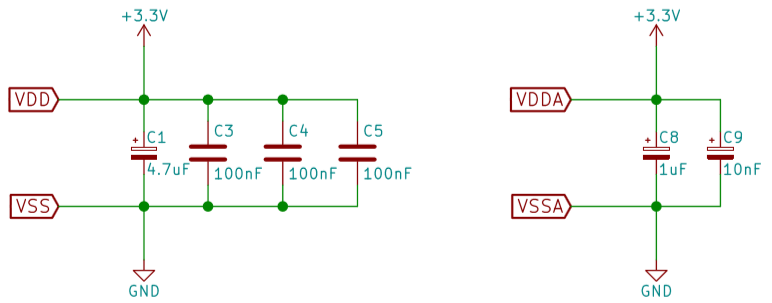 +3.3V
+3.3V
VDD
VDDA
+ C1
C3
C4
C5
+ C8
+ C9
4.7uF
100nF
100nF
100nF
1uF
10nF
VSS
VSSA
GND
GND